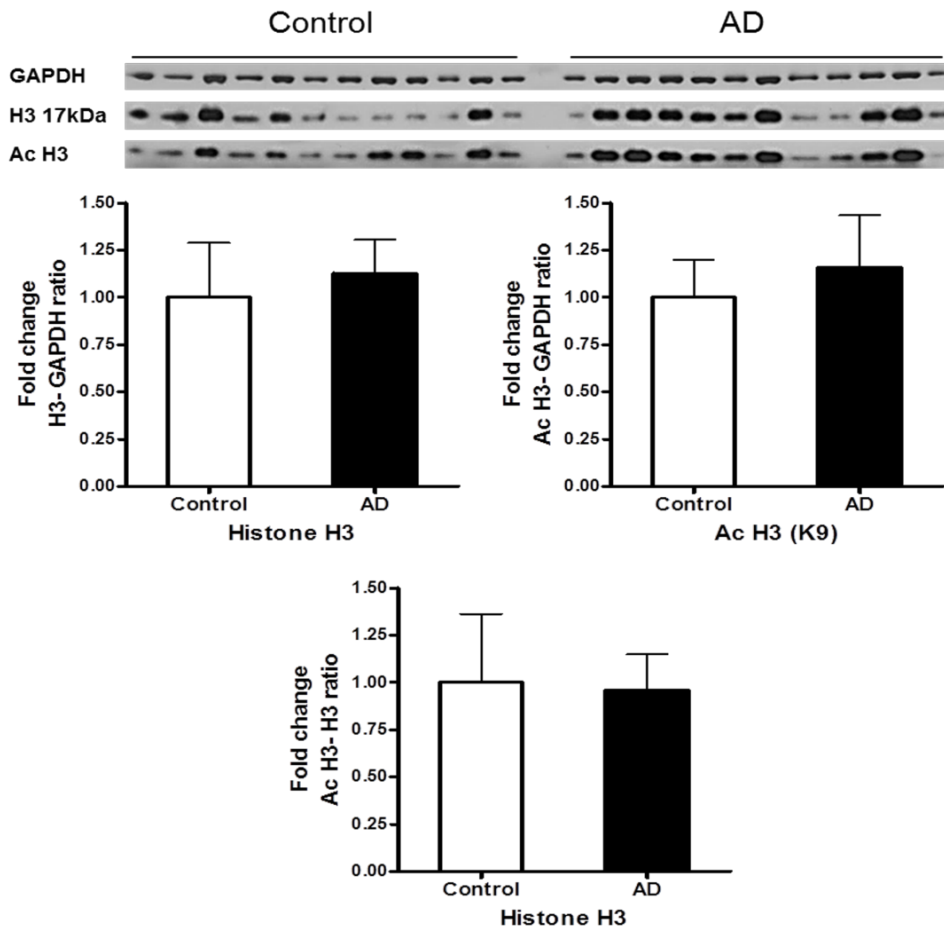 Control AD
GAPDH
H3 17kDa
Ac H3
Fold change
H3- GAPDH ratio
1.50
1.25
1.00
0.75
0.50
0.25
0.00
Control AD
Histone H3
Fold change
Ac H3- GAPDH ratio
1.50
1.25
1.00
0.75
0.50
0.25
0.00
Control AD
Ac H3 (K9)
Fold change
Ac H3- H3 ratio
1.50
1.25
1.00
0.75
0.50
0.25
0.00
Control AD
Histone H3